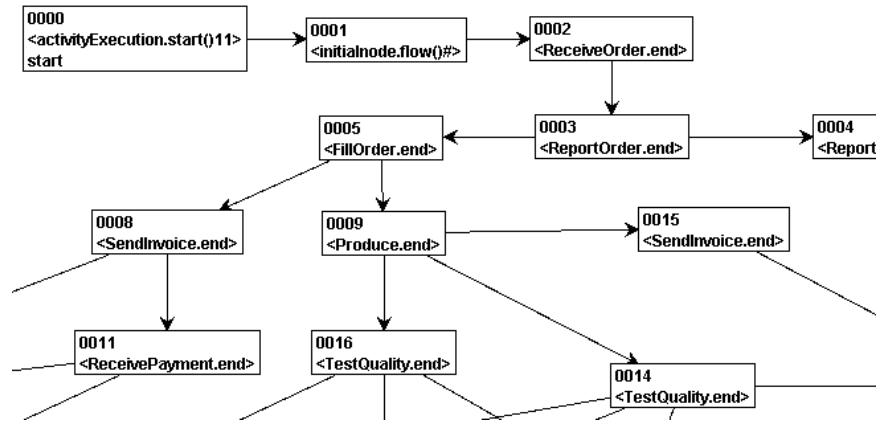 0000
<activityExecution.start()11>
start
0001
<initialnode.flow()#>
0002
<ReceiveOrder.end>
0005
<FillOrder.end>
0003
<ReportOrder.end>
0004
<Report
0008
<SendInvoice.end>
0009
<Produce.end>
0015
<SendInvoice.end>
0011
<ReceivePayment.end>
0016
<TestQuality.end>
0014
<TestQuality.end>